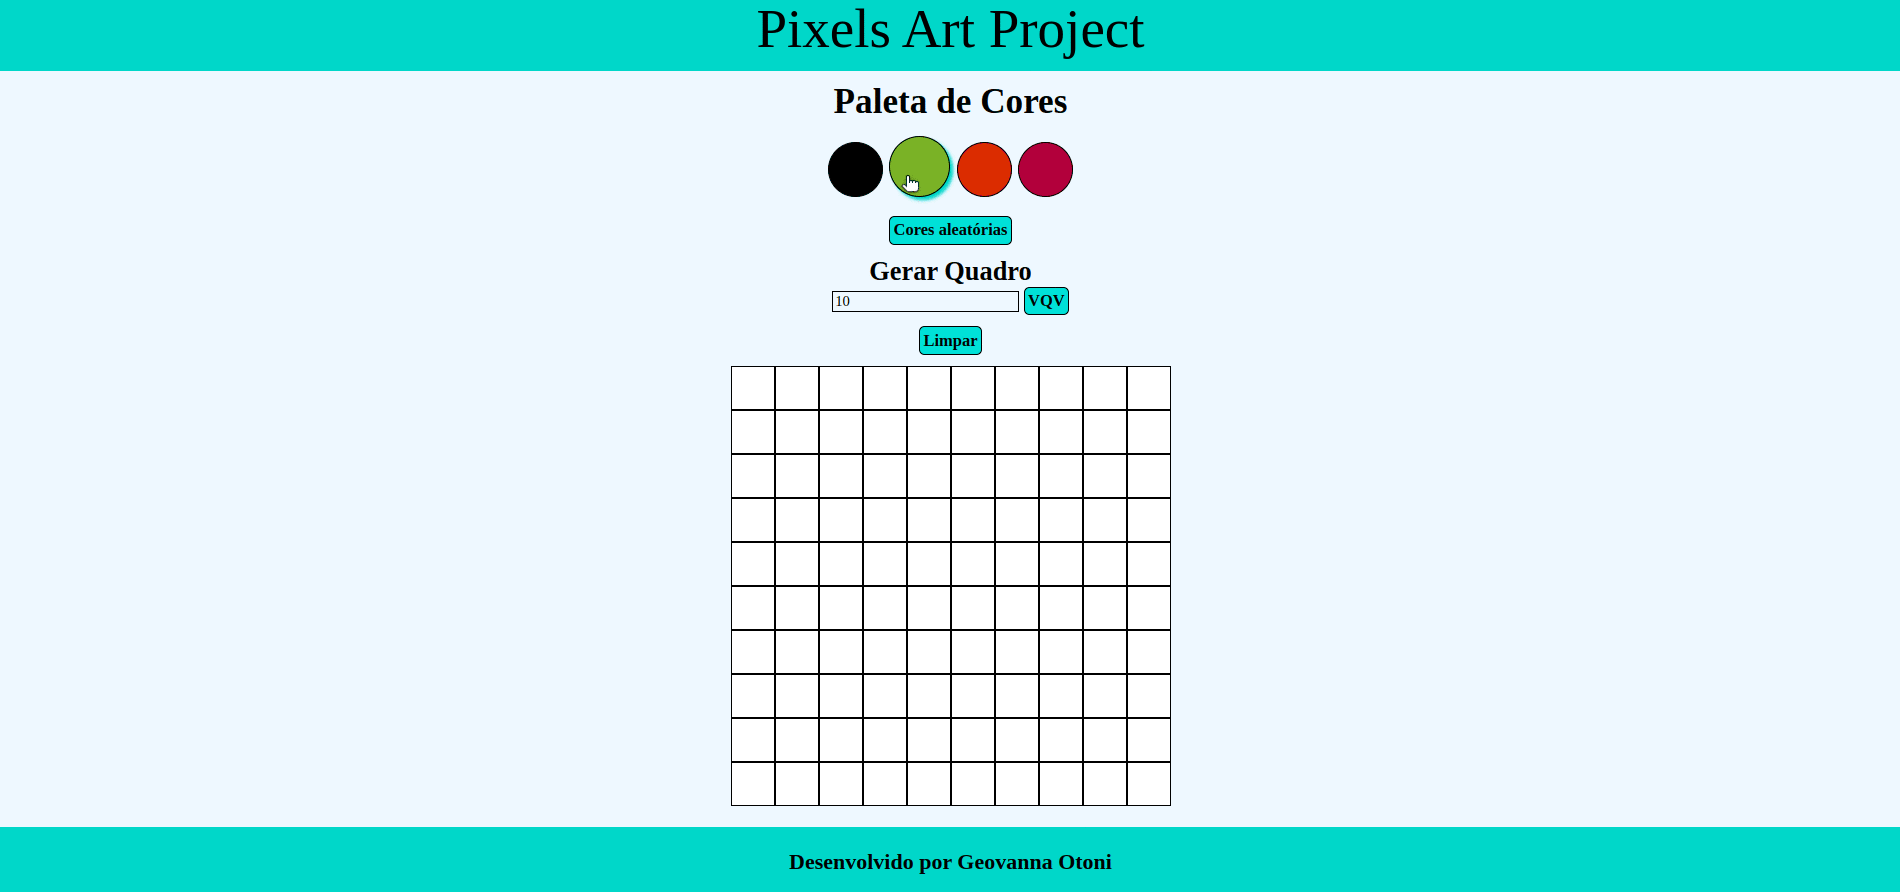 Pixels Art Project
Paleta de Cores
Cores aleatórias
Gerar Quadro
10 VQV
Limpar
Desenvolvido por Geovanna Otoni